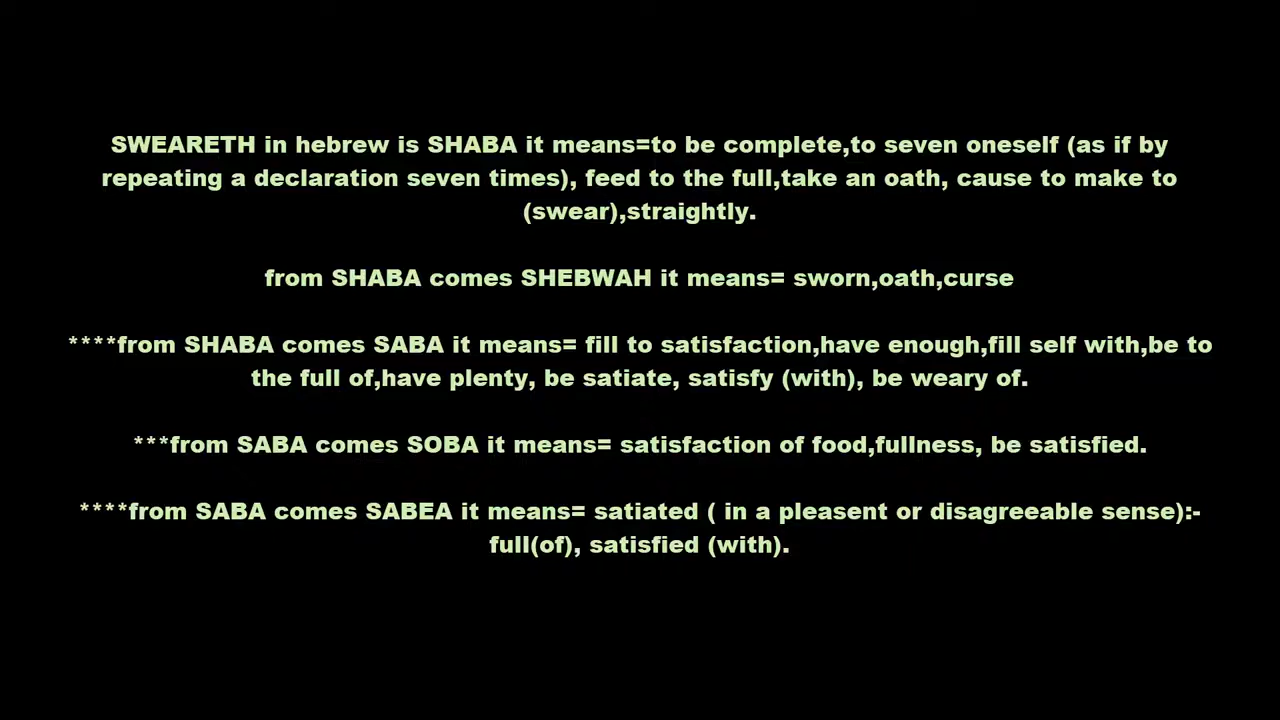 SWEARETH in hebrew is SHABA it means=to be complete,to seven oneself (as if by
repeating a declaration seven times), feed to the full,take an oath, cause to make to
(swear),straightly.
from SHABA comes SHEBWAH it means= sworn,oath,curse
****from SHABA comes SABA it means= fill to satisfaction,have enough,fill self with,be to
the full of,have plenty, be satiate, satisfy (with), be weary of.
***from SABA comes SOBA it means= satisfaction of food,fullness, be satisfied.
****from SABA comes SABEA it means= satiated ( in a pleasent or disagreeable sense):-
full(of), satisfied (with).